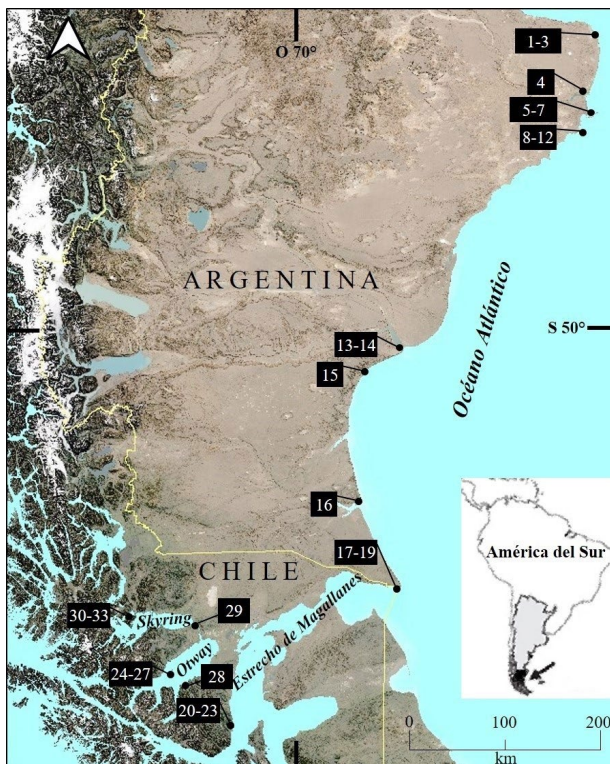 1-3
O 70°
4
5-7
8-12
ARGENTINA
Océano Atlántico
S 50°
13-14
15
16
América del Sur
17-19
CHILE
Estrecho de Magallanes
30-33
Skyring
29
Otway
24-27
28
20-23
0 100 200
km